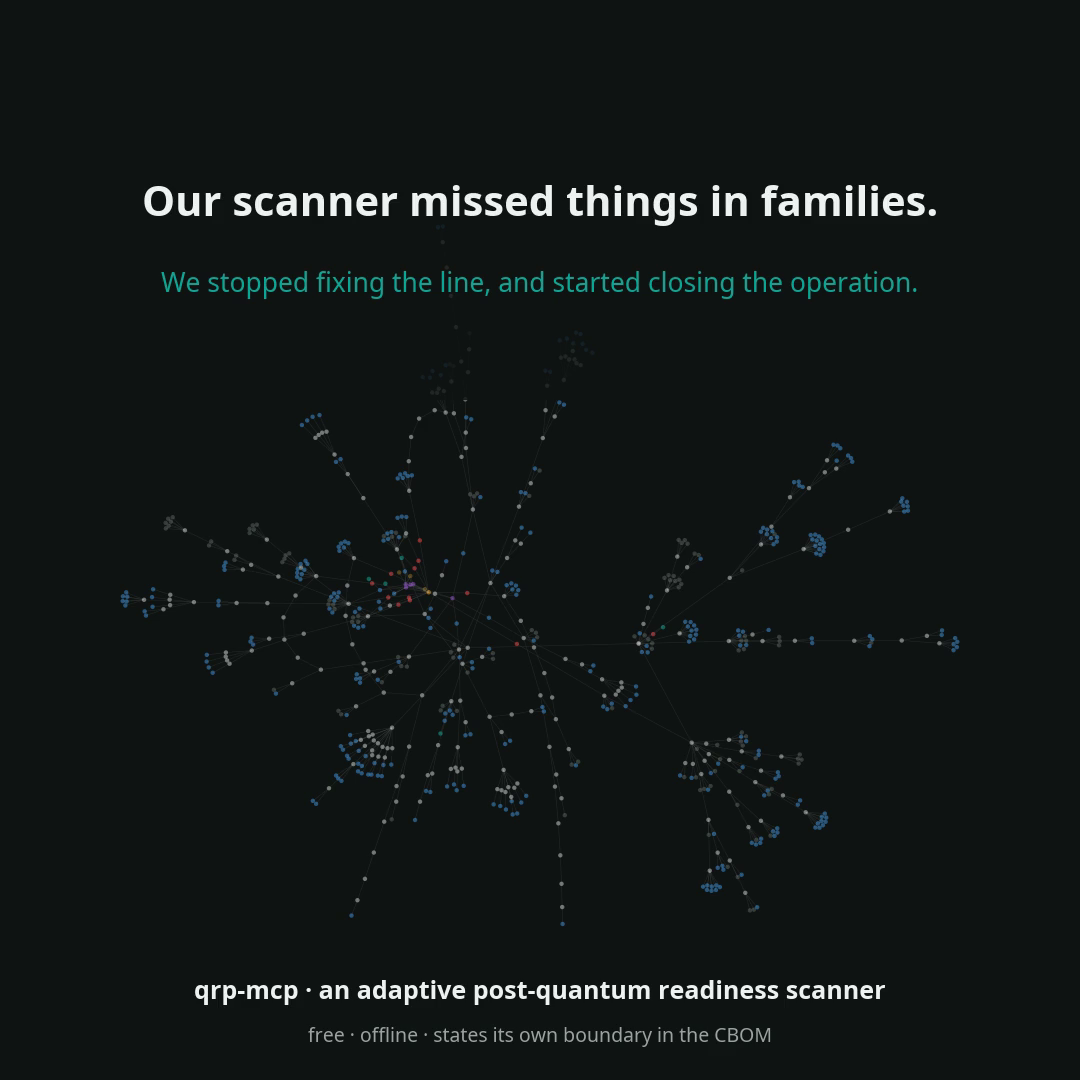 Our scanner missed things in families.
We stopped fixing the line, and started closing the operation.
qrp-mcp · an adaptive post-quantum readiness scanner
free · offline · states its own boundary in the CBOM